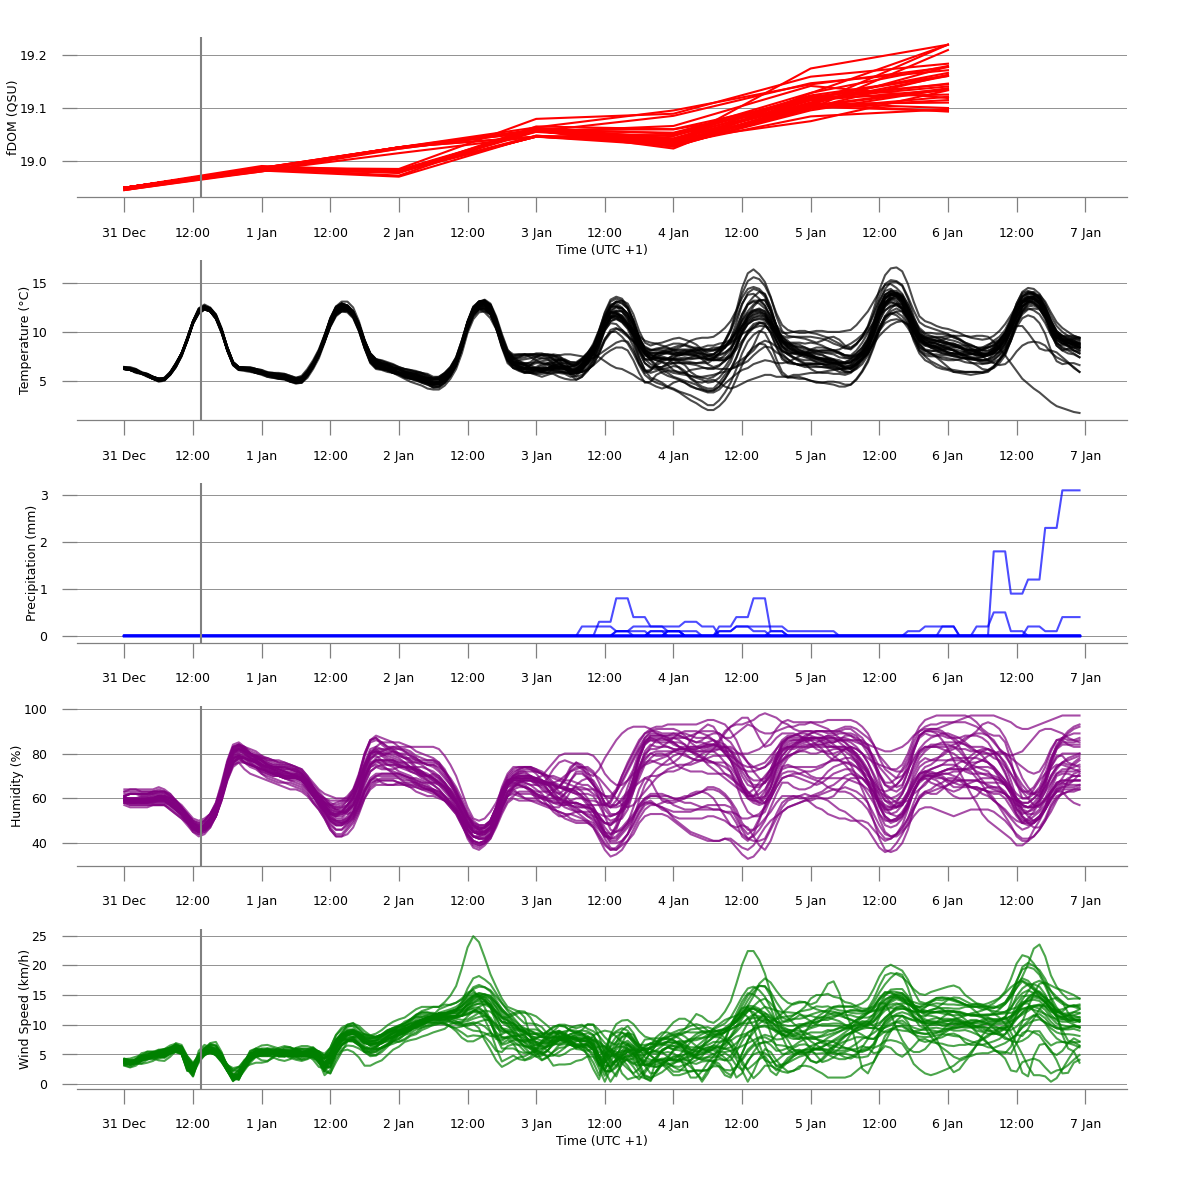 fDOM (QSU)
19.2
19.1
19.0
31 Dec 12:00 1 Jan 12:00 2 Jan 12:00 3 Jan 12:00 4 Jan 12:00 5 Jan 12:00 6 Jan 12:00 7 Jan
Time (UTC +1)
Temperature (°C)
15
10
5
31 Dec 12:00 1 Jan 12:00 2 Jan 12:00 3 Jan 12:00 4 Jan 12:00 5 Jan 12:00 6 Jan 12:00 7 Jan
Precipitation (mm)
3
2
1
0
31 Dec 12:00 1 Jan 12:00 2 Jan 12:00 3 Jan 12:00 4 Jan 12:00 5 Jan 12:00 6 Jan 12:00 7 Jan
Humidity (%)
100
80
60
40
31 Dec 12:00 1 Jan 12:00 2 Jan 12:00 3 Jan 12:00 4 Jan 12:00 5 Jan 12:00 6 Jan 12:00 7 Jan
Wind Speed (km/h)
25
20
15
10
5
0
31 Dec 12:00 1 Jan 12:00 2 Jan 12:00 3 Jan 12:00 4 Jan 12:00 5 Jan 12:00 6 Jan 12:00 7 Jan
Time (UTC +1)